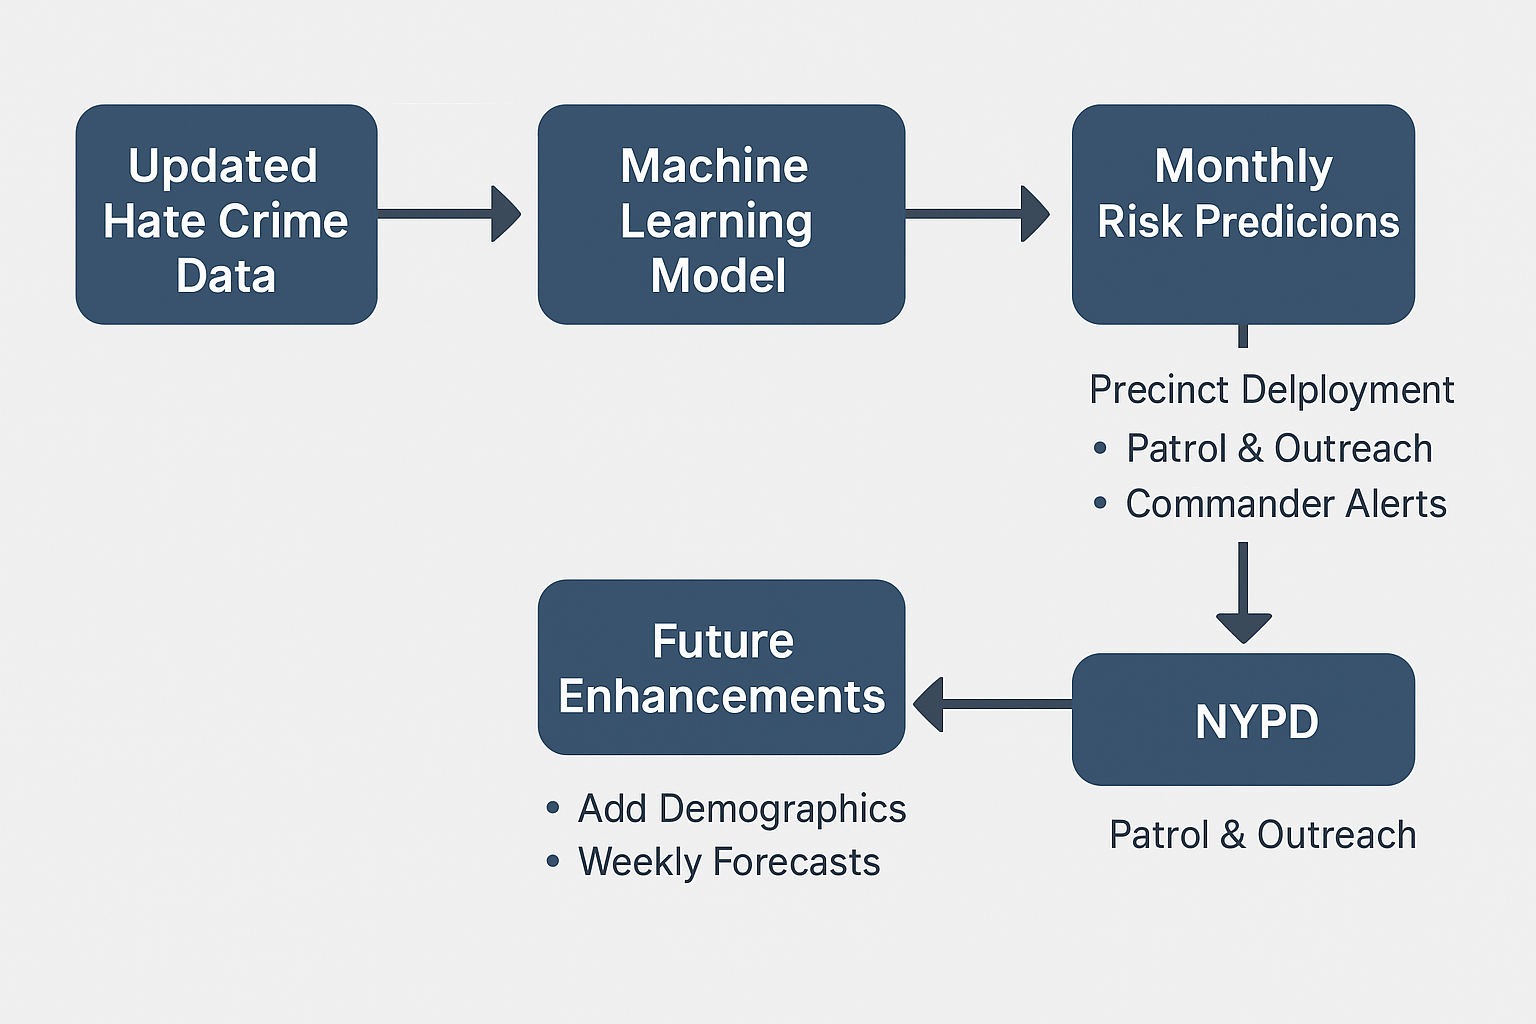 Updated
Hate Crime
Data
Machine
Learning
Model
Monthly
Risk Predicions
Precinct Delployment
• Patrol & Outreach
• Commander Alerts
NYPD
Patrol & Outreach
Future
Enhancements
• Add Demographics
• Weekly Forecasts